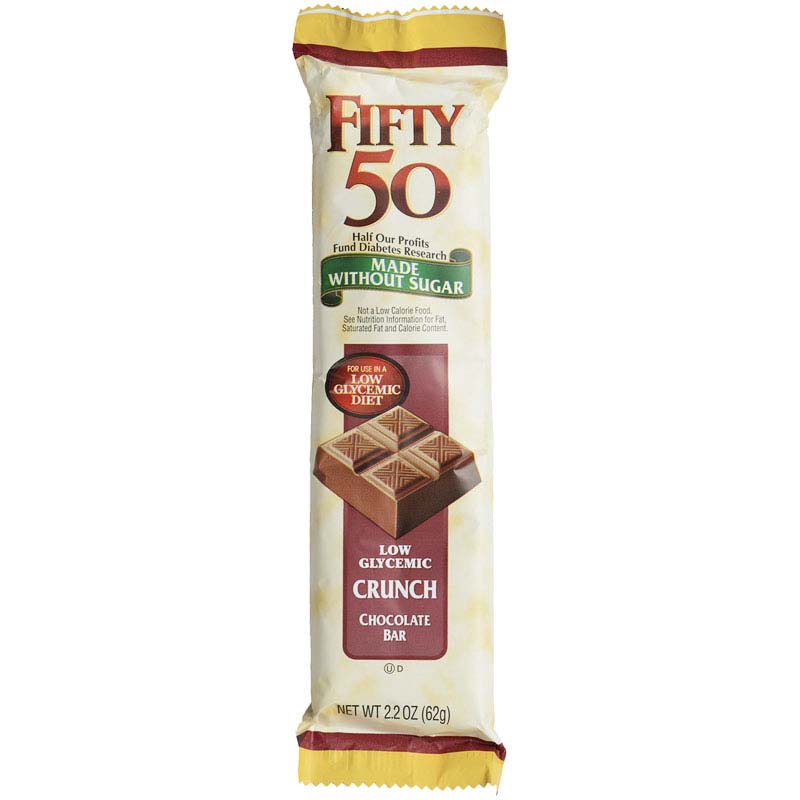 FIFTY
50
Half Our Profits
Fund Diabetes Research
MADE
WITHOUT SUGAR
Not a Low Calorie Food.
See Nutrition Information for Fat,
Saturated Fat and Calorie Content.
FOR USE IN A
LOW
GLYCEMIC
DIET
LOW
GLYCEMIC
CRUNCH
CHOCOLATE
BAR
Ⓤ D
NET WT 2.2 OZ (62g)